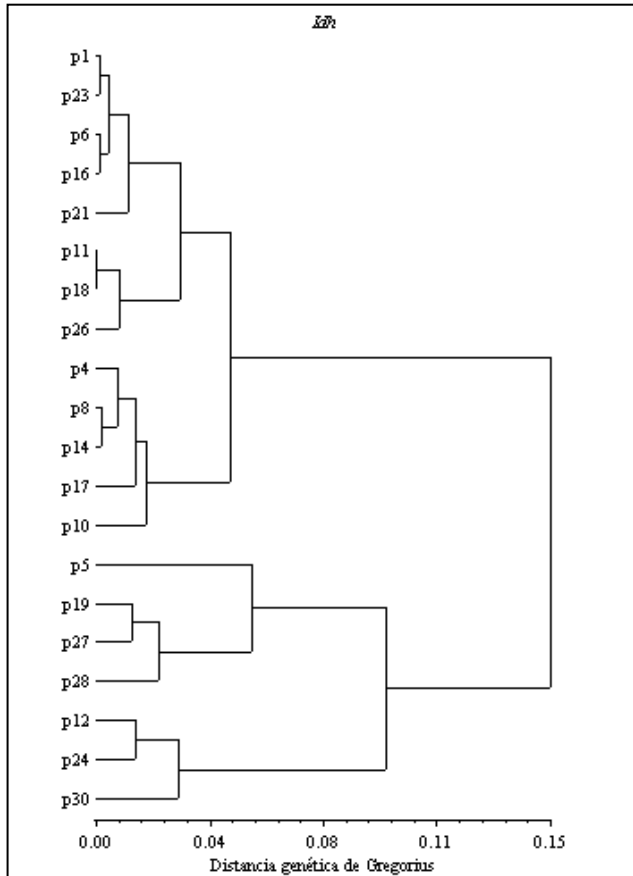 Idh
p1
p23
p6
p16
p21
p11
p18
p26
p4
p8
p14
p17
p10
p5
p19
p27
p28
p12
p24
p30
0.00 0.04 0.08 0.11 0.15
Distancia genética de Gregorius